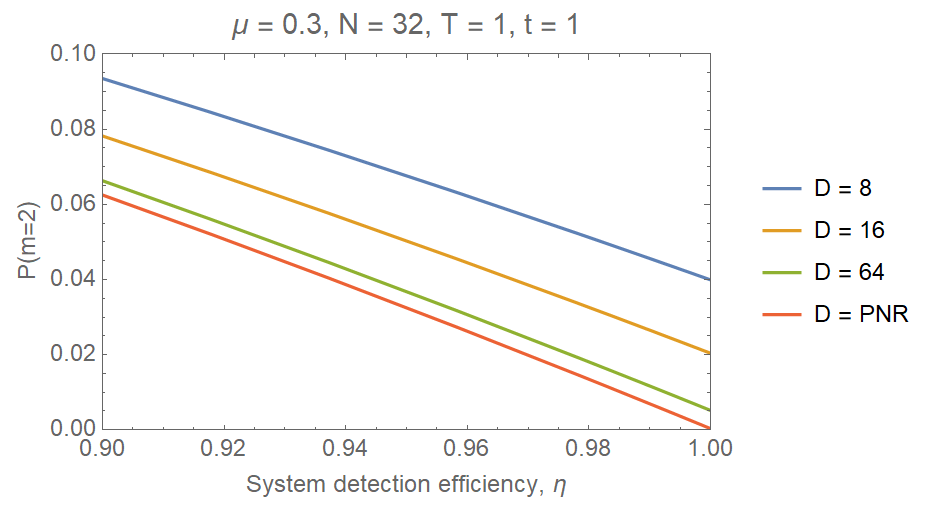 μ = 0.3, N = 32, T = 1, t = 1
0.10
0.08
0.06
0.04
0.02
0.00
P(m=2)
0.90 0.92 0.94 0.96 0.98 1.00
System detection efficiency, η
D = 8
D = 16
D = 64
D = PNR